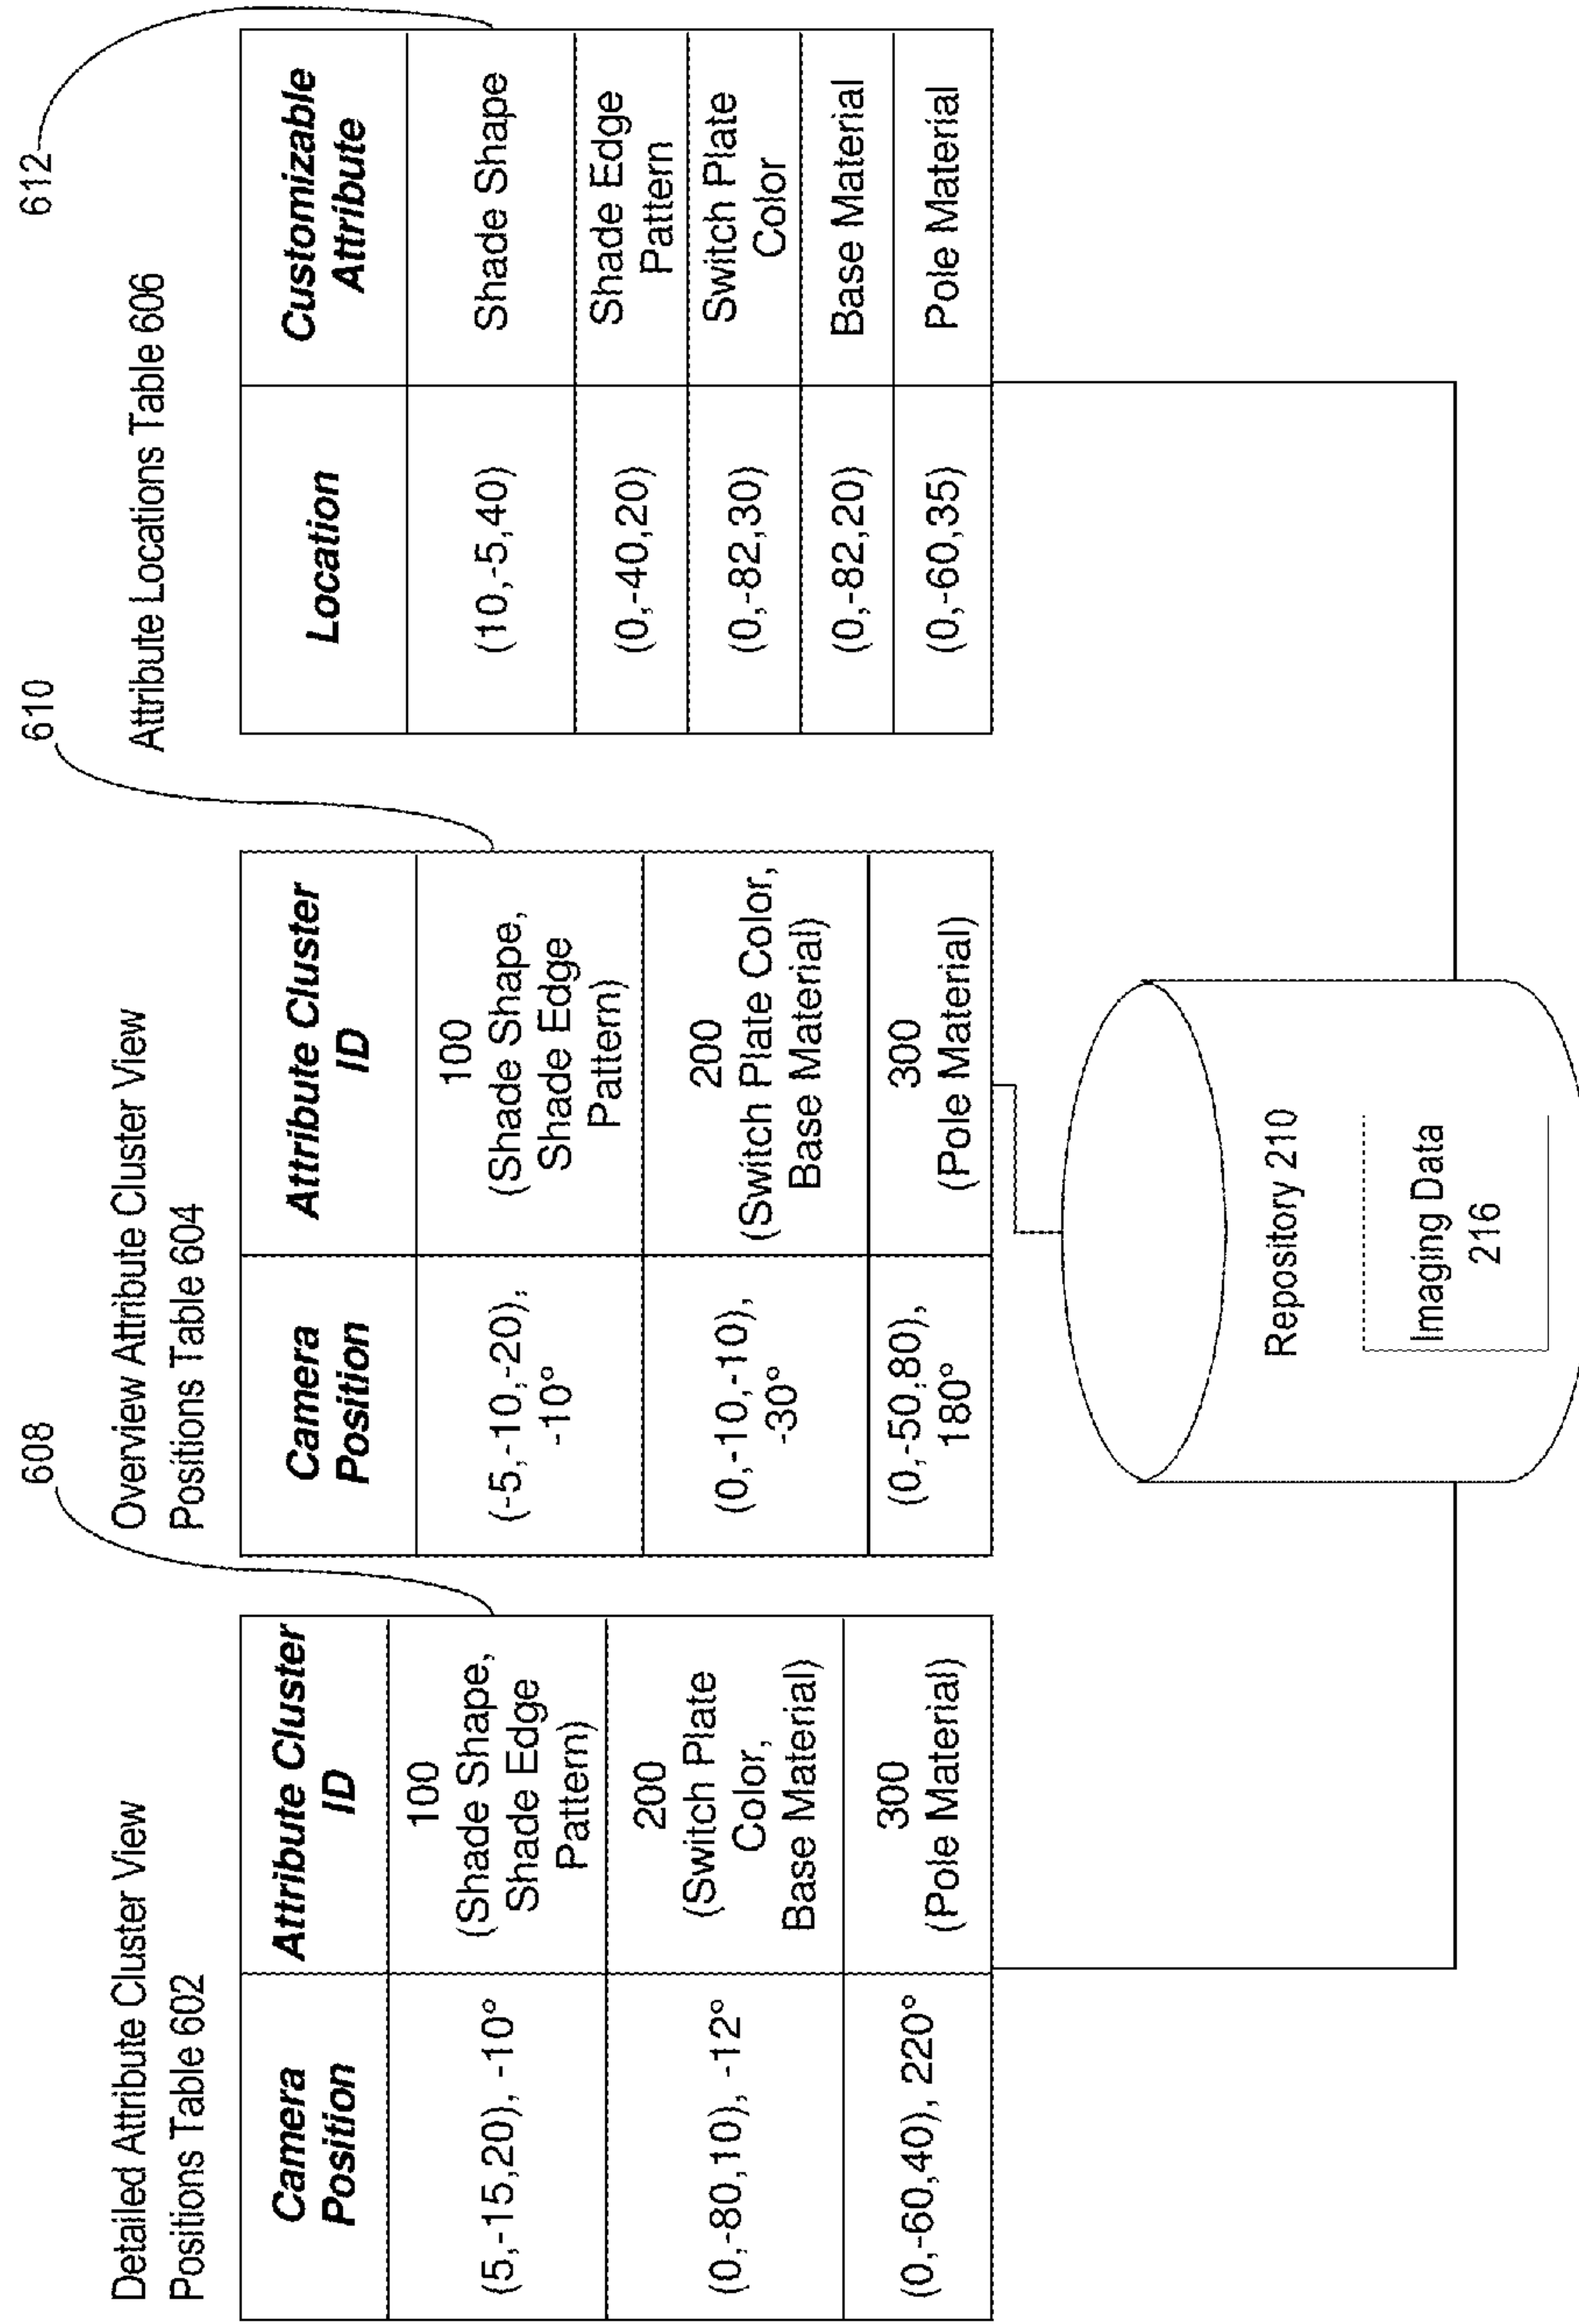 608
610
612
Detailed Attribute Cluster View
Positions Table 602
Camera
Position
Attribute Cluster
ID
(5,-15,20), -10°
100
(Shade Shape,
Shade Edge
Pattern)
(0,-80,10), -12°
200
(Switch Plate
Color,
Base Material)
(0,-60,40), 220°
300
(Pole Material)
Overview Attribute Cluster View
Positions Table 604
Camera
Position
Attribute Cluster
ID
(-5,-10,-20),
-10°
100
(Shade Shape,
Shade Edge
Pattern)
(0,-10,-10),
-30°
200
(Switch Plate Color,
Base Material)
(0,-50,80),
180°
300
(Pole Material)
Attribute Locations Table 606
Location
Customizable
Attribute
(10,-5,40)
Shade Shape
(0,-40,20)
Shade Edge
Pattern
(0,-82,30)
Switch Plate
Color
(0,-82,20)
Base Material
(0,-60,35)
Pole Material
Repository 210
Imaging Data
216